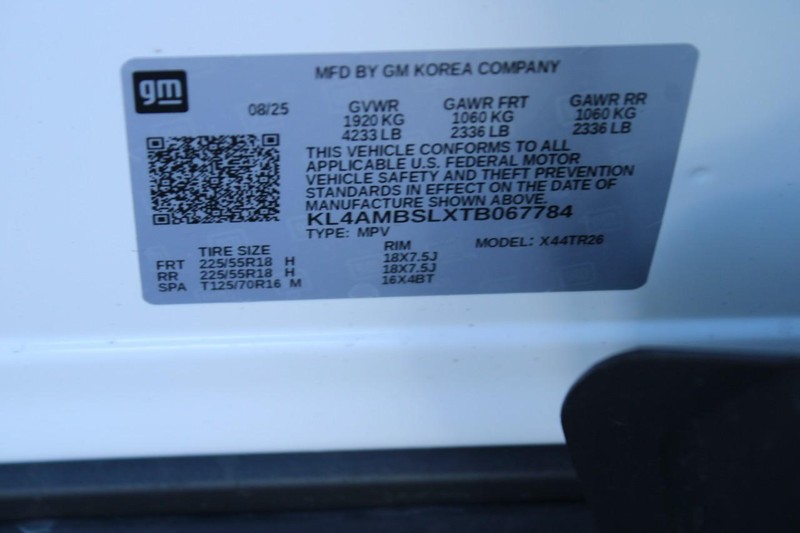 gm
MFD BY GM KOREA COMPANY
08/25 GVWR GAWR FRT GAWR RR
1920 KG 1060 KG 1060 KG
4233 LB 2336 LB 2336 LB
THIS VEHICLE CONFORMS TO ALL
APPLICABLE U.S. FEDERAL MOTOR
VEHICLE SAFETY AND THEFT PREVENTION
STANDARDS IN EFFECT ON THE DATE OF
MANUFACTURE SHOWN ABOVE.
KL4AMBSLXTB067784
TYPE: MPV MODEL: X44TR26
TIRE SIZE RIM
FRT 225/55R18 H 18X7.5J
RR 225/55R18 H 18X7.5J
SPA T125/70R16 M 16X4BT